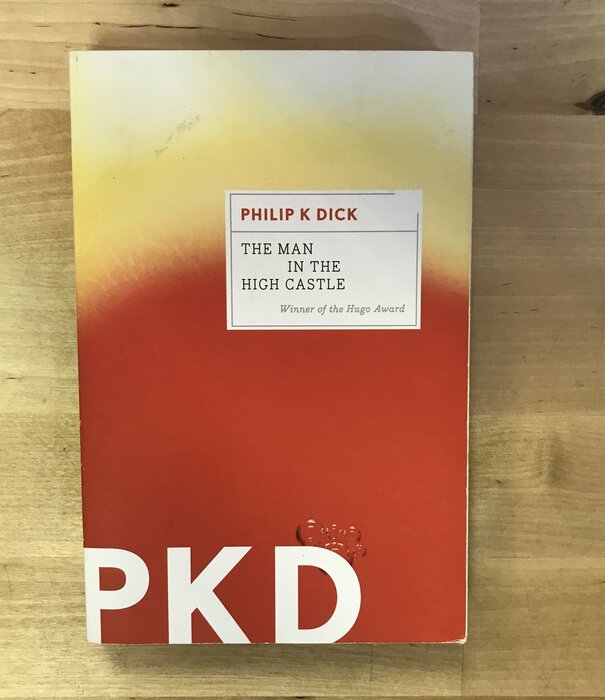 PHILIP K DICK
THE MAN
IN THE
HIGH CASTLE
Winner of the Hugo Award
PKD